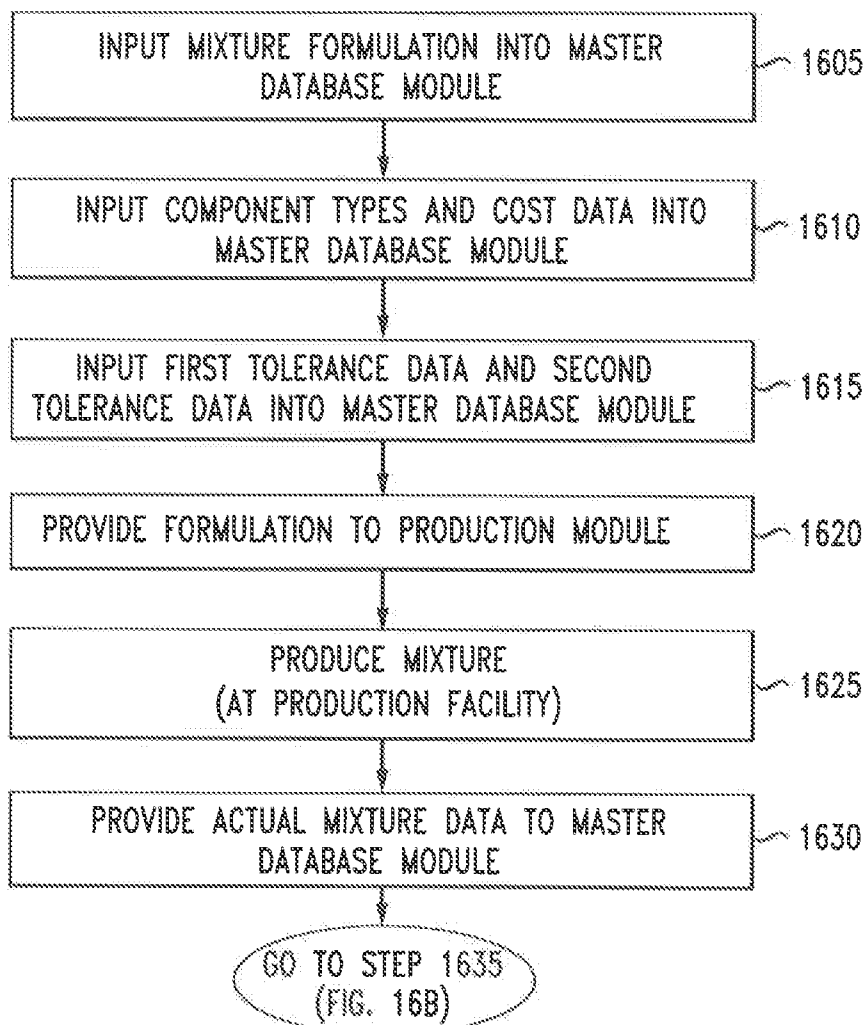 INPUT MIXTURE FORMULATION INTO MASTER
DATABASE MODULE
1605
INPUT COMPONENT TYPES AND COST DATA INTO
MASTER DATABASE MODULE
1610
INPUT FIRST TOLERANCE DATA AND SECOND
TOLERANCE DATA INTO MASTER DATABASE MODULE
1615
PROVIDE FORMULATION TO PRODUCTION MODULE
1620
PRODUCE MIXTURE
(AT PRODUCTION FACILITY)
1625
PROVIDE ACTUAL MIXTURE DATA TO MASTER
DATABASE MODULE
1630
GO TO STEP 1635
(FIG. 16B)